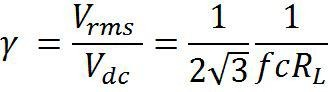 γ = V_rms / V_dc = 1 / 2√3 1 / fcR_L